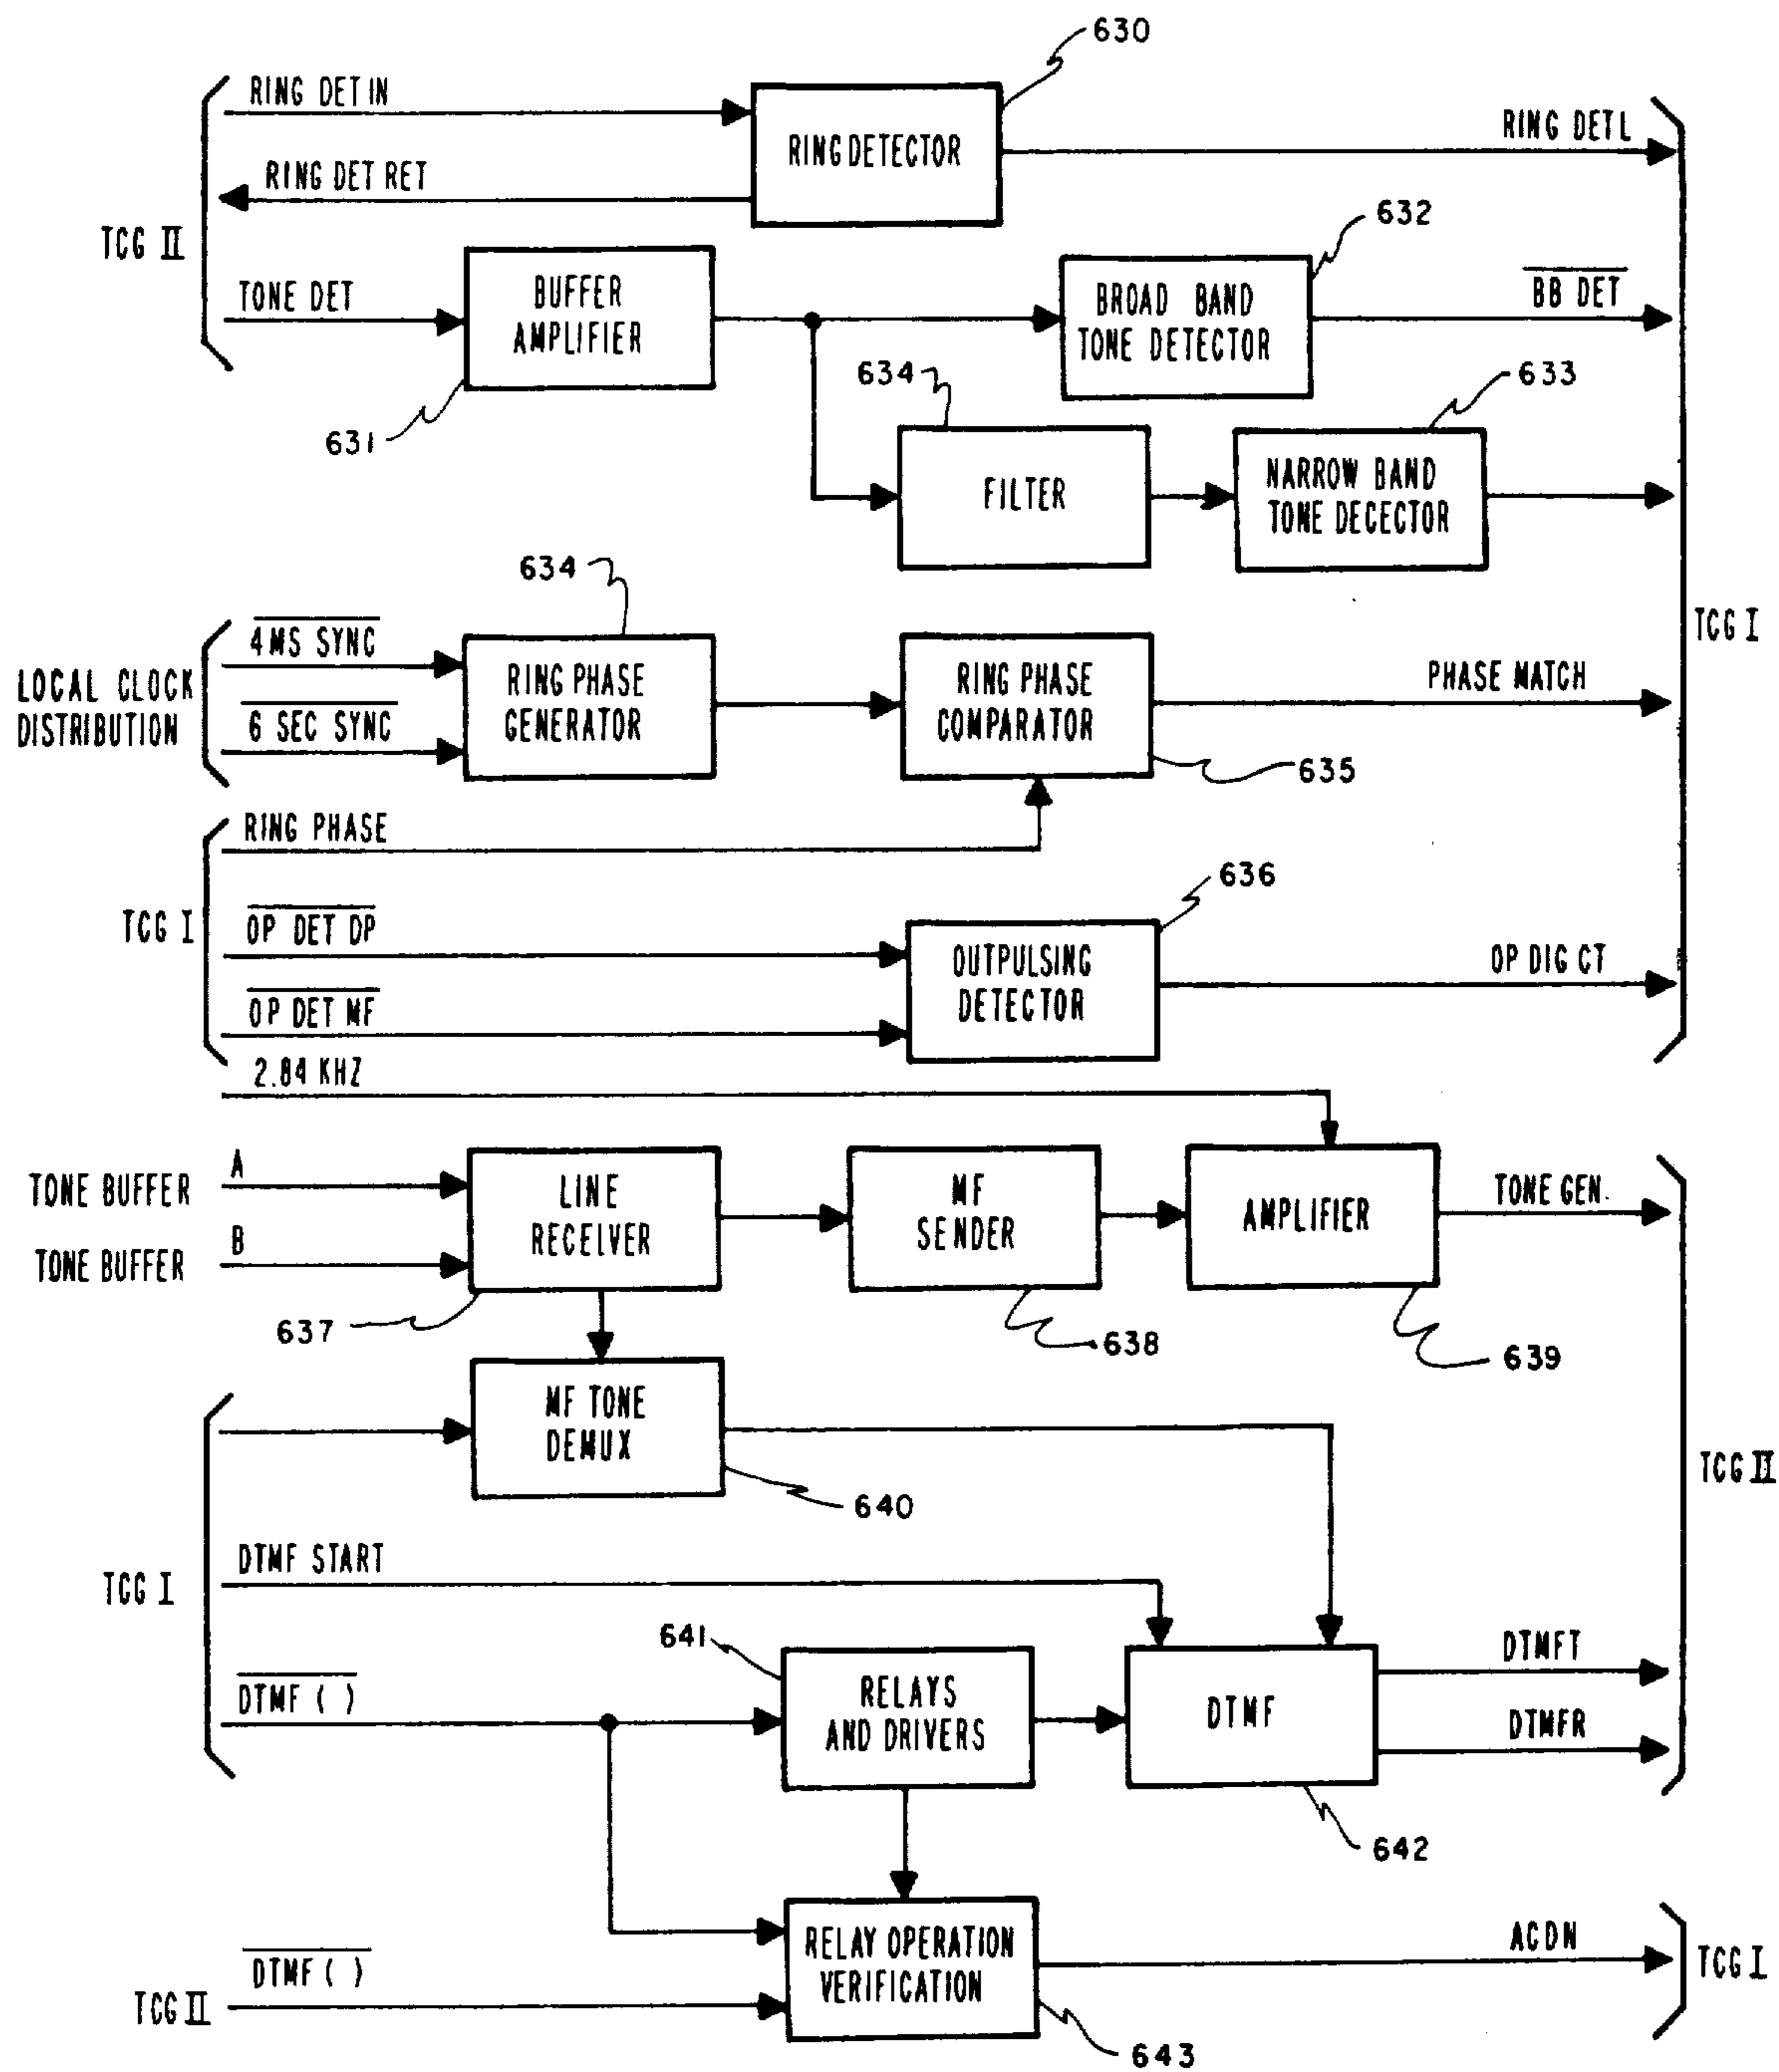 630
RING DET IN
RING DETECTOR
RING DET L
RING DET RET
TCG II
632
TONE DET
BUFFER
AMPLIFIER
BROAD BAND
TONE DETECTOR
BB DET
631
634
633
FILTER
NARROW BAND
TONE DECECTOR
634
TCG I
LOCAL CLOCK
DISTRIBUTION
4MS SYNC
6 SEC SYNC
RING PHASE
GENERATOR
RING PHASE
COMPARATOR
PHASE MATCH
635
RING PHASE
TCG I
636
OP DET DP
OP DET MF
OUTPULSING
DETECTOR
OP DIG CT
2.84 KHZ
TONE BUFFER
A
TONE BUFFER
B
LINE
RECELVER
MF
SENDER
AMPLIFIER
TONE GEN.
637
638
639
MF TONE
DEMUX
640
TCG II
TCG I
DTMF START
641
DTMF ( )
RELAYS
AND DRIVERS
DTMF
DTMFT
DTMFR
642
DTMF ( )
TCG II
RELAY OPERATION
VERIFICATION
ACDN
TCG I
643